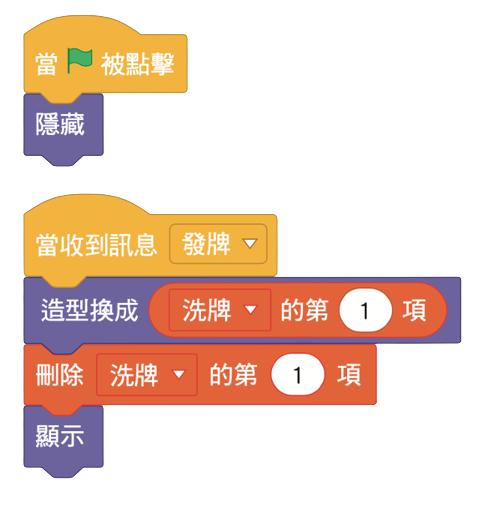 當 被點擊
隱藏
當收到訊息 發牌
造型換成 洗牌 的第 1 項
刪除 洗牌 的第 1 項
顯示